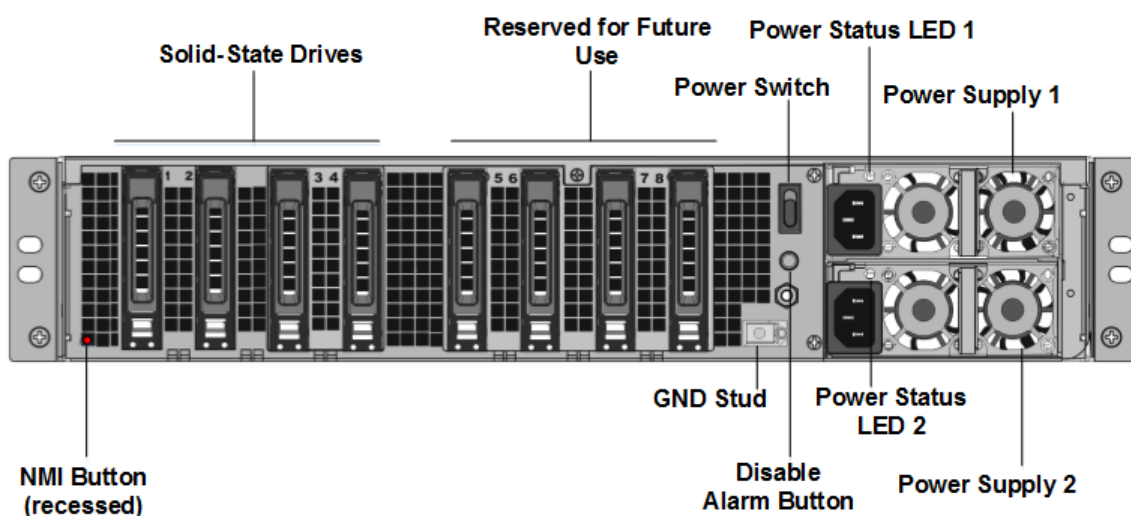 Power Status LED 1
Reserved for Future
Use
Solid-State Drives
Power Switch
Power Supply 1
1 2
3 4
5 6
7 8
GND Stud
Power Status
LED 2
NMI Button
(recessed)
Disable
Alarm Button
Power Supply 2